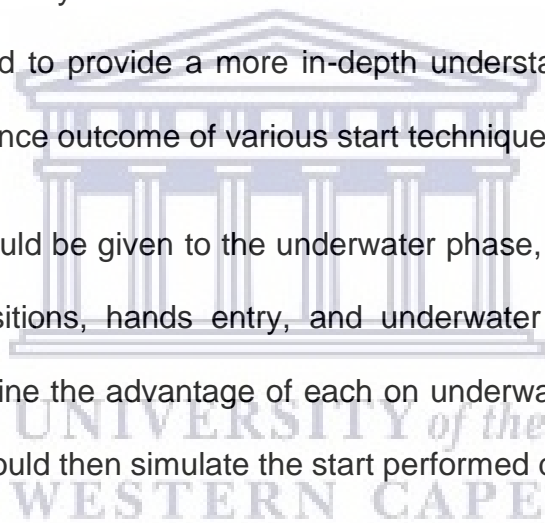 d to provide a more in-depth understa
nce outcome of various start technique
uld be given to the underwater phase,
sitions, hands entry, and underwater
ine the advantage of each on underwa
UNIVERSITY of the
ould then simulate the start performed o
WESTERN CAPE